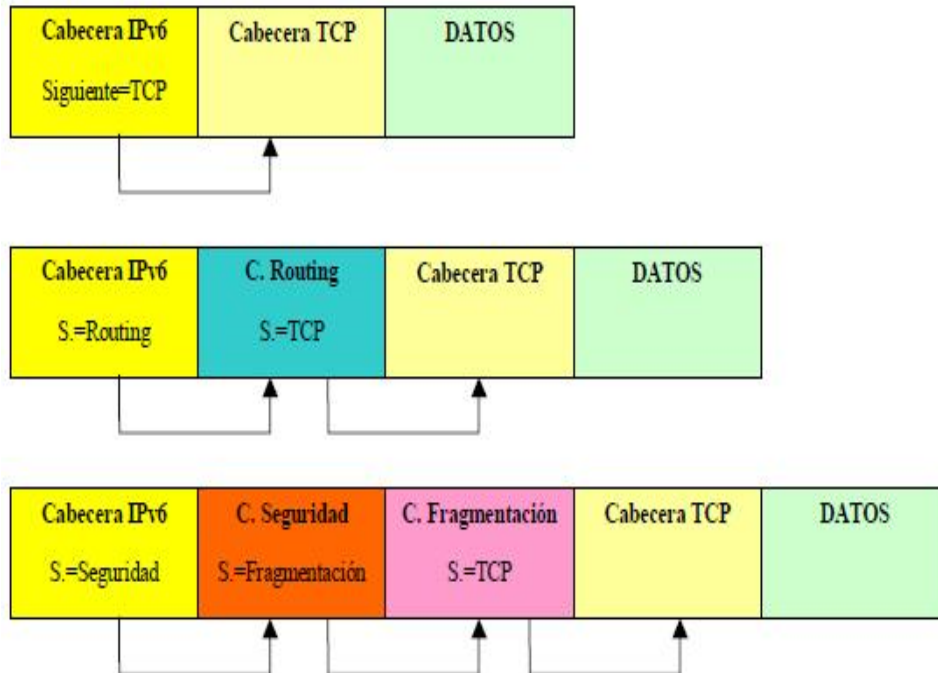 Cabecera IPv6 Cabecera TCP DATOS
Siguiente=TCP
Cabecera IPv6 C. Routing Cabecera TCP DATOS
S.=Routing S.=TCP
Cabecera IPv6 C. Seguridad C. Fragmentación Cabecera TCP DATOS
S.=Seguridad S.=Fragmentación S.=TCP